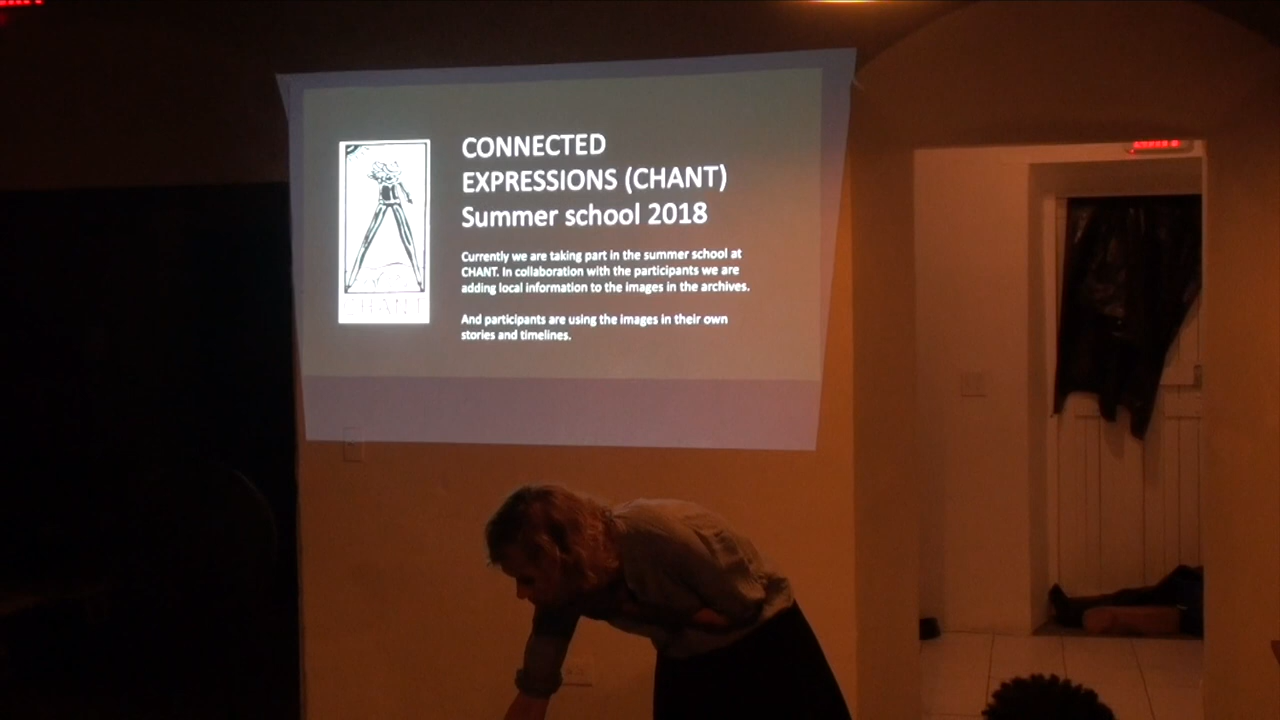 CONNECTED
EXPRESSIONS (CHANT)
Summer school 2018
Currently we are taking part in the summer school at
CHANT. In collaboration with the participants we are
adding local information to the images in the archives.
And participants are using the images in their own
stories and timelines.
CHANT